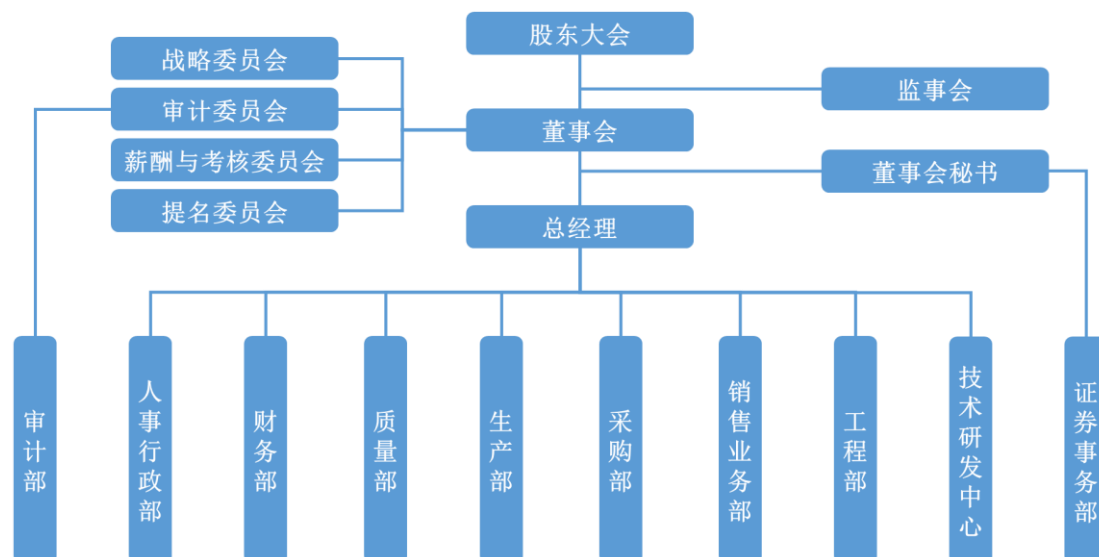 股东大会
战略委员会
监事会
审计委员会
董事会
薪酬与考核委员会
董事会秘书
提名委员会
总经理
审计部
人事行政部
财务部
质量部
生产部
采购部
销售业务部
工程部
技术研发中心
证券事务部